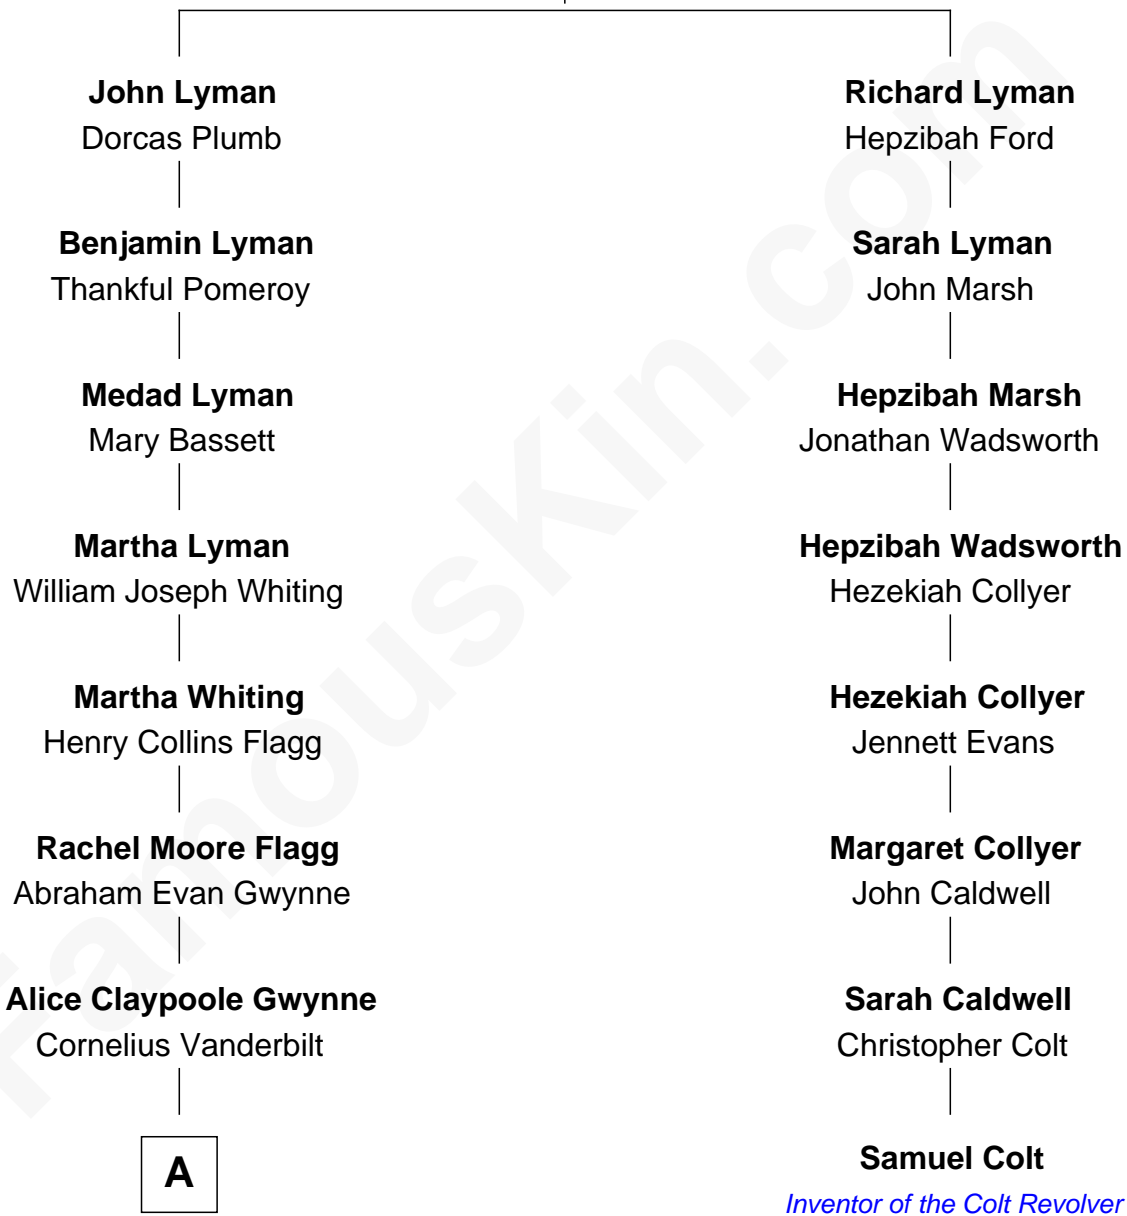 John Lyman
Dorcas Plumb
Benjamin Lyman
Thankful Pomeroy
Medad Lyman
Mary Bassett
Martha Lyman
William Joseph Whiting
Martha Whiting
Henry Collins Flagg
Rachel Moore Flagg
Abraham Evan Gwynne
Alice Claypoole Gwynne
Cornelius Vanderbilt
A
Richard Lyman
Hepzibah Ford
Sarah Lyman
John Marsh
Hepzibah Marsh
Jonathan Wadsworth
Hepzibah Wadsworth
Hezekiah Collyer
Hezekiah Collyer
Jennett Evans
Margaret Collyer
John Caldwell
Sarah Caldwell
Christopher Colt
Samuel Colt
Inventor of the Colt Revolver
FamousKin.com